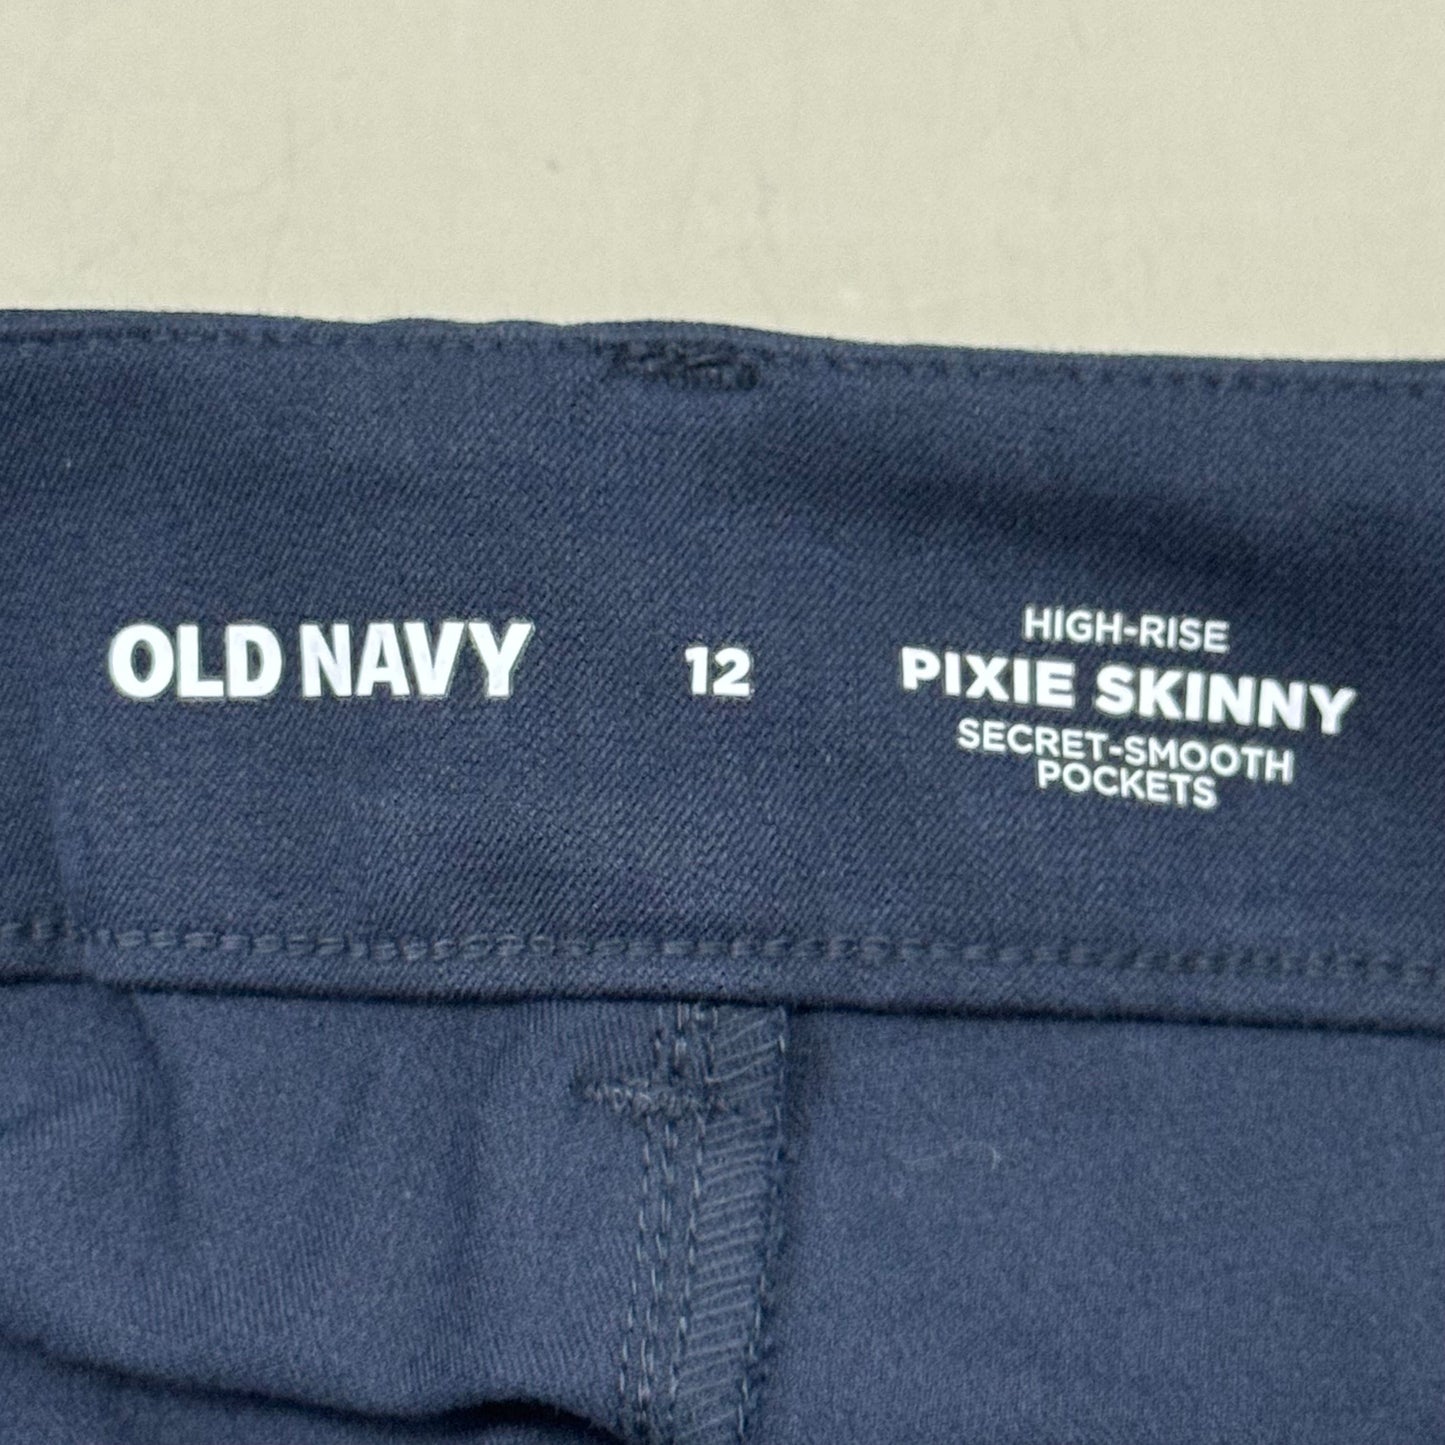 OLD NAVY
12
HIGH-RISE
PIXIE SKINNY
SECRET-SMOOTH
POCKETS